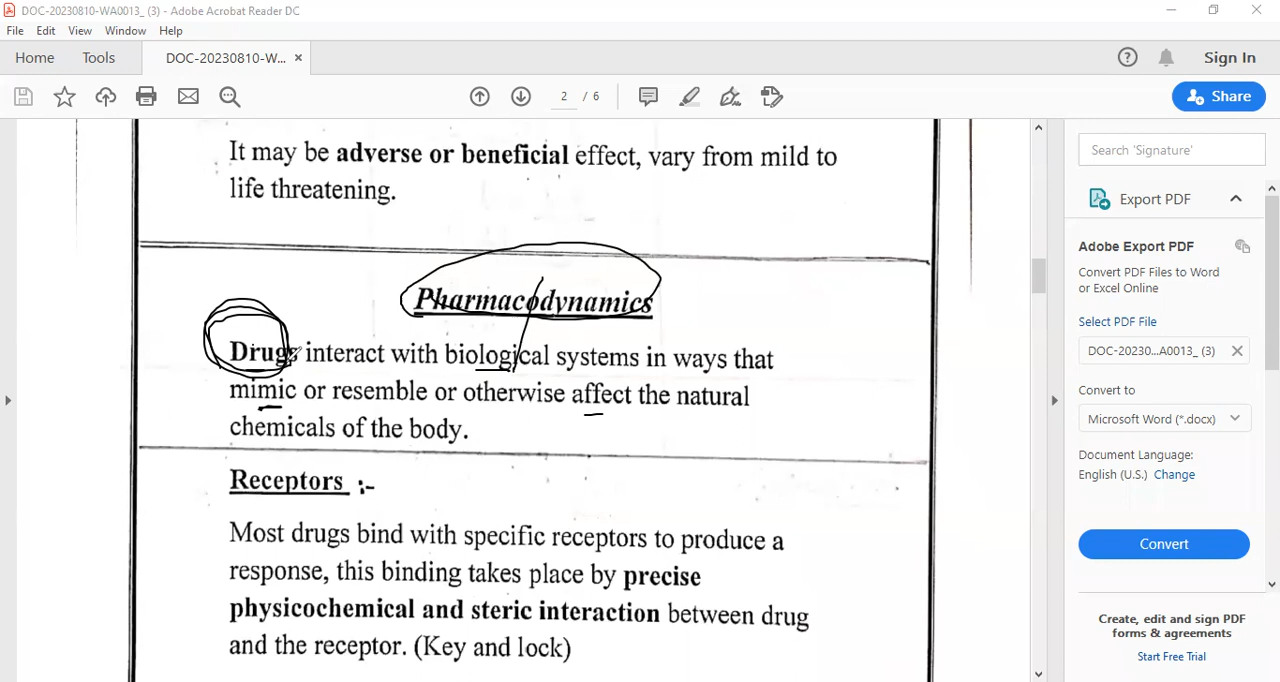 DOC-20230810-WA0013_ (3) - Adobe Acrobat Reader DC
File Edit View Window Help
Home Tools DOC-20230810-W... × Sign In
2 / 6 Share
It may be adverse or beneficial effect, vary from mild to
life threatening.
Pharmacodynamics
Drugs interact with biological systems in ways that
mimic or resemble or otherwise affect the natural
chemicals of the body.
Receptors :-
Most drugs bind with specific receptors to produce a
response, this binding takes place by precise
physicochemical and steric interaction between drug
and the receptor. (Key and lock)
Search 'Signature'
Export PDF
Adobe Export PDF
Convert PDF Files to Word
or Excel Online
Select PDF File
DOC-20230...A0013_ (3)
Convert to
Microsoft Word (*.docx)
Document Language:
English (U.S.) Change
Convert
Create, edit and sign PDF
forms & agreements
Start Free Trial